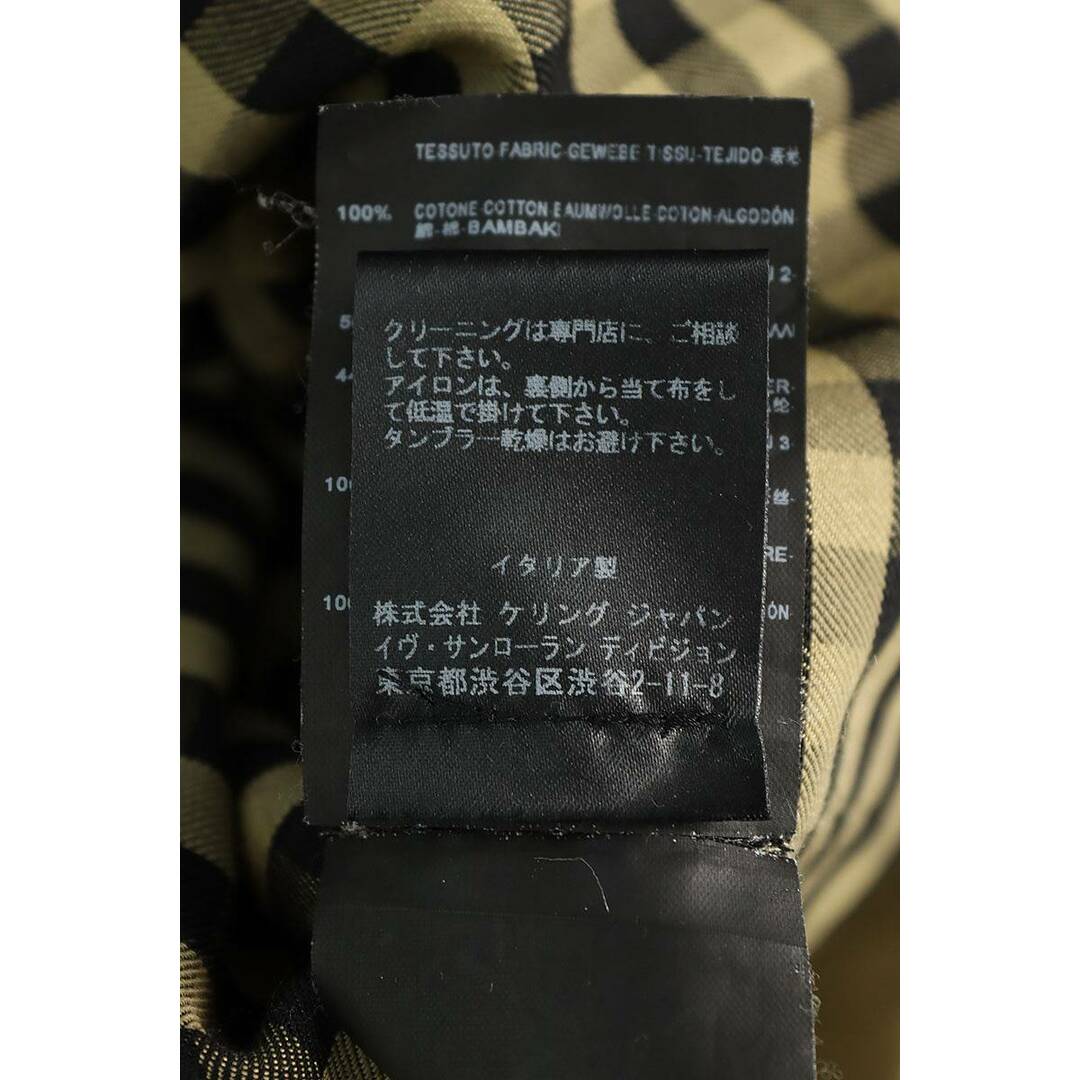 TESSUTO-FABRIC-GEWEBE-TISSU-TEJIDO-表地
100% COTONE-COTTON-BAUMWOLLE-COTON-ALGODÓN
棉-綿-BAMBAKI
クリーニングは専門店に、ご相談
して下さい。
アイロンは、裏側から当て布をし
て低温で掛けて下さい。
タンブラー乾燥はお避け下さい。
イタリア製
株式会社 ケリング ジャパン
イヴ・サンローラン ディビジョン
東京都渋谷区渋谷2-11-8